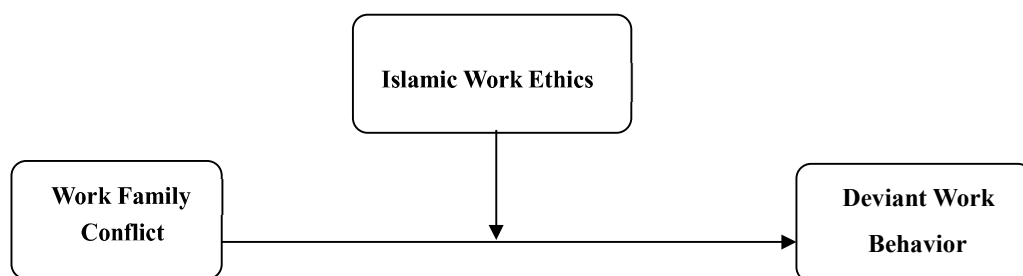 Islamic Work Ethics
Work Family
Conflict
Deviant Work
Behavior